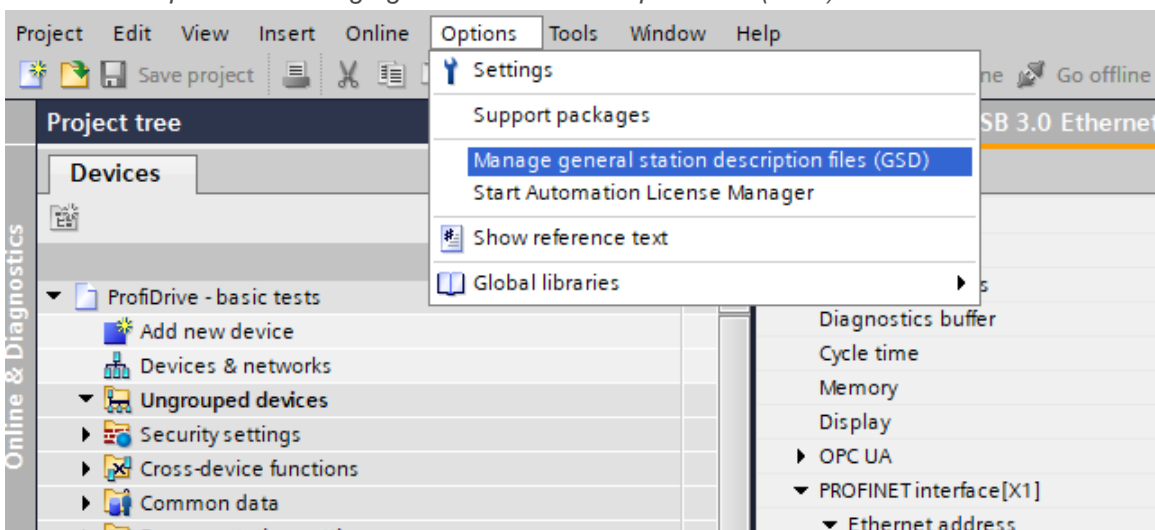 Project Edit View Insert Online Options Tools Window Help
Save project
Go offline
Settings
Support packages
Manage general station description files (GSD)
Start Automation License Manager
Show reference text
Global libraries
Project tree
SB 3.0 Ethernet
Devices
ProfiDrive - basic tests
Add new device
Devices & networks
Ungrouped devices
Security settings
Cross-device functions
Common data
Diagnostics buffer
Cycle time
Memory
Display
OPC UA
PROFINET interface[X1]
Ethernet address
Online & Diagnostics